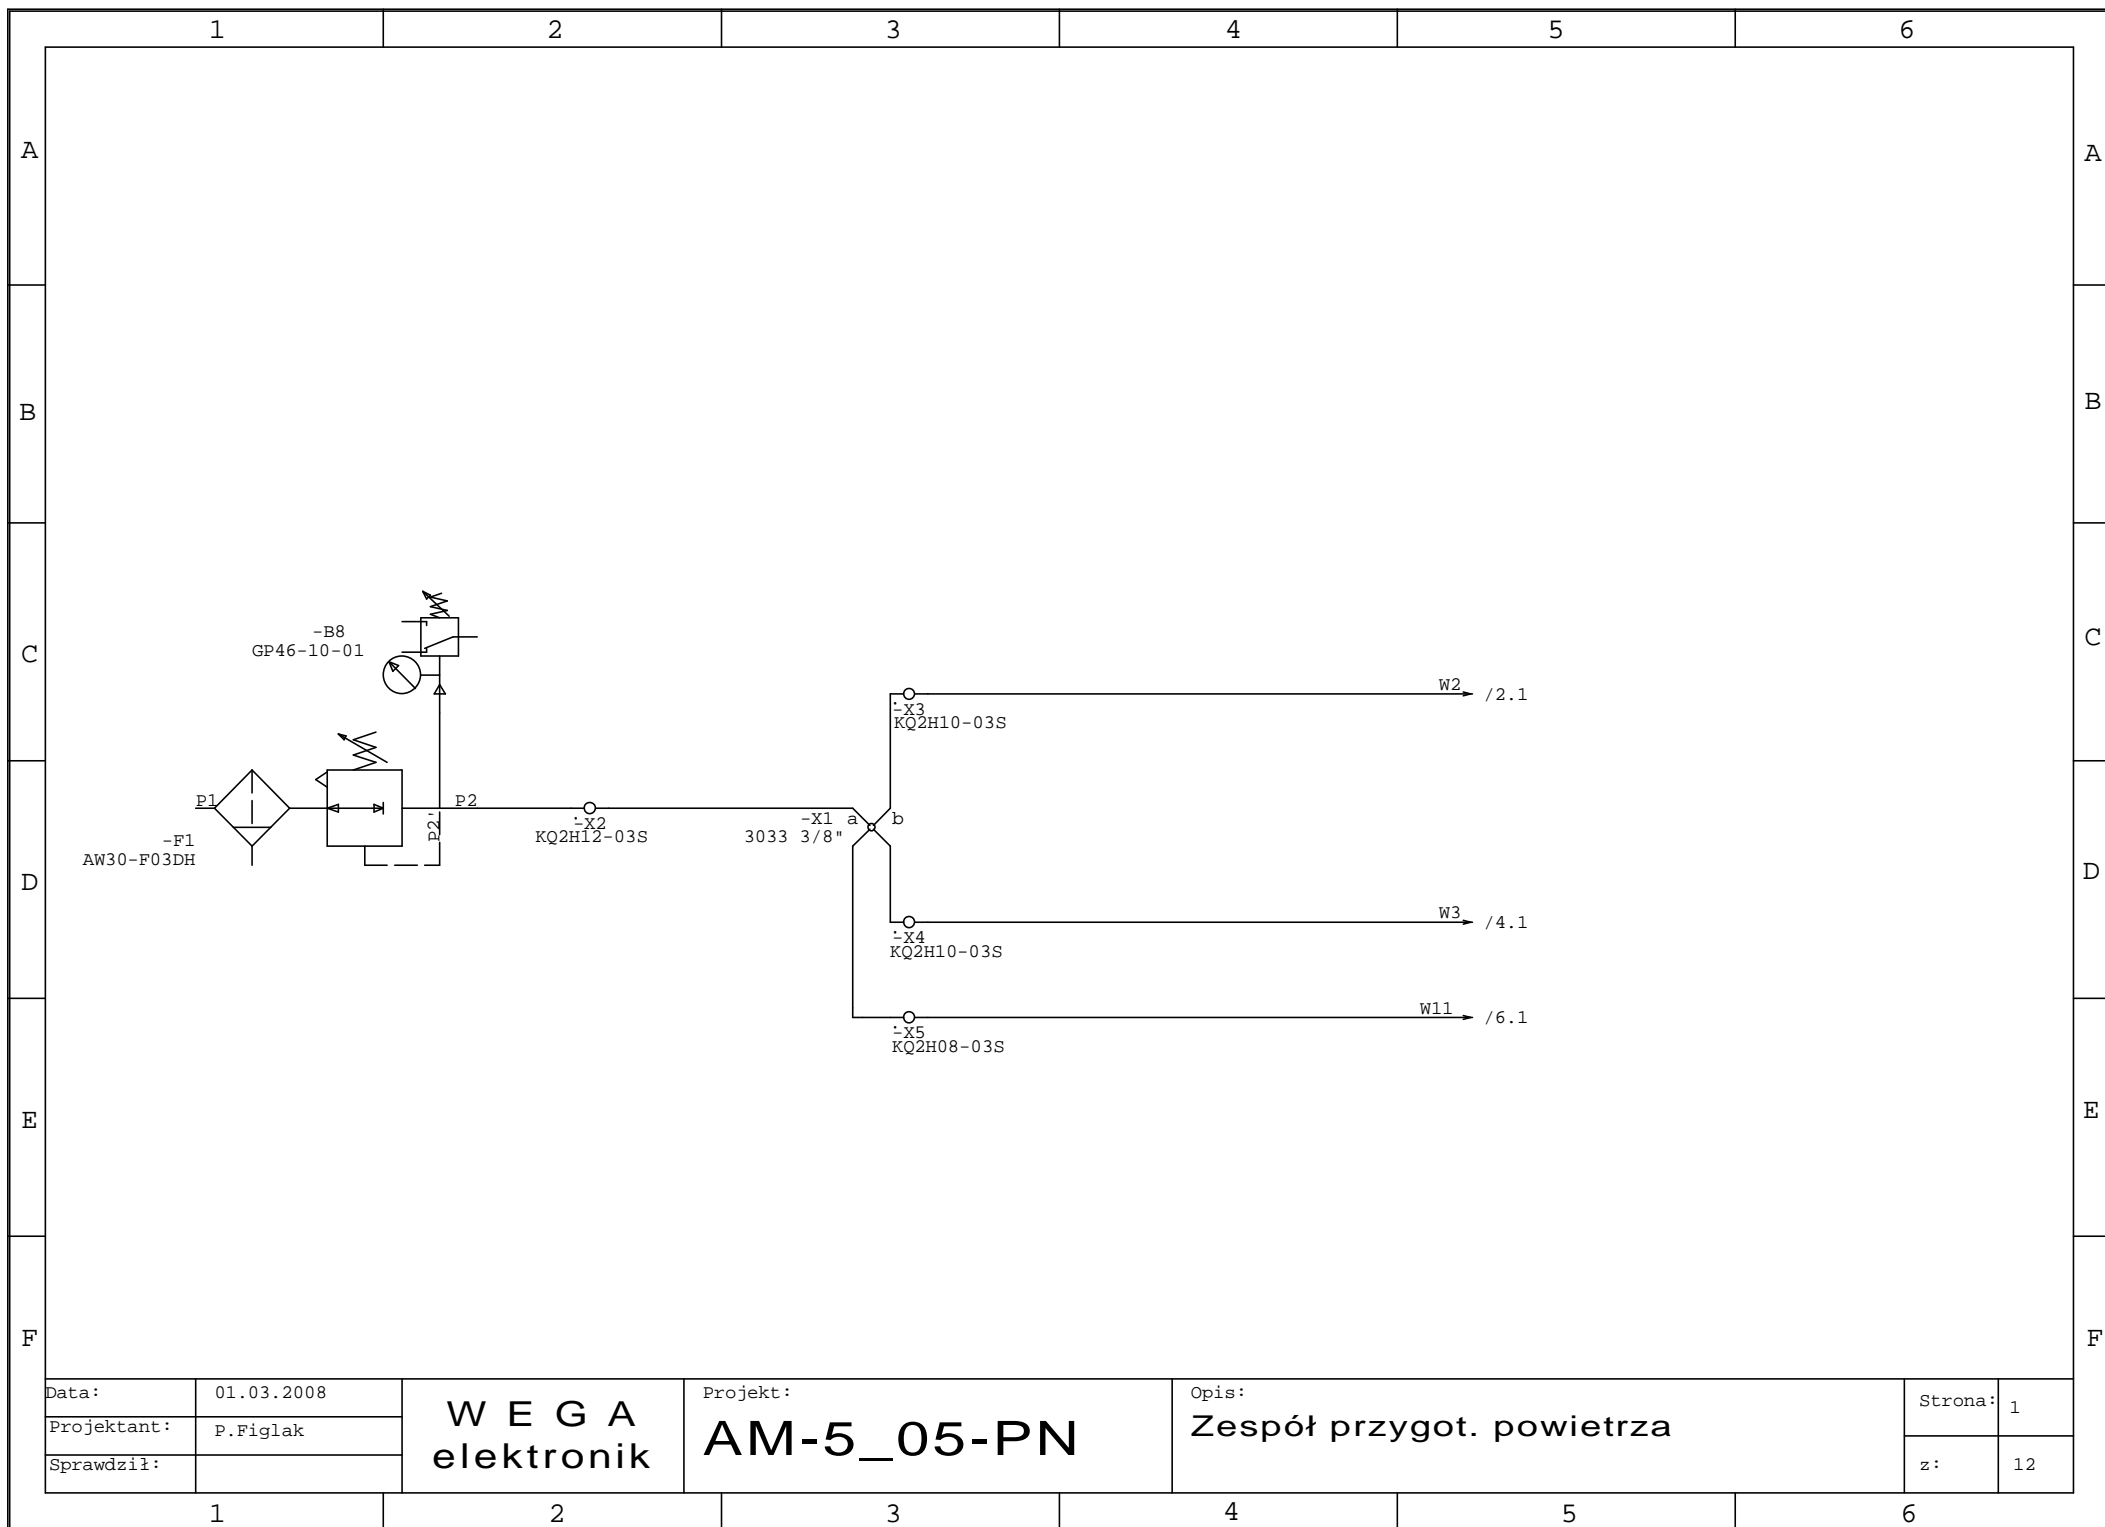 1 2 3 4 5 6
A A
B B
C C
D D
E E
F F
-B8
GP46-10-01
P1
-F1
AW30-F03DH
P2
P2'
-X2
KQ2H12-03S
-X1 a b
3033 3/8"
-X3
KQ2H10-03S
W2 /2.1
-X4
KQ2H10-03S
W3 /4.1
-X5
KQ2H08-03S
W11 /6.1
Data: 01.03.2008
Projektant: P.Figlak
Sprawdził:
W E G A
elektronik
Projekt:
AM-5_05-PN
Opis:
Zespół przygot. powietrza
Strona: 1
z: 12
1 2 3 4 5 6